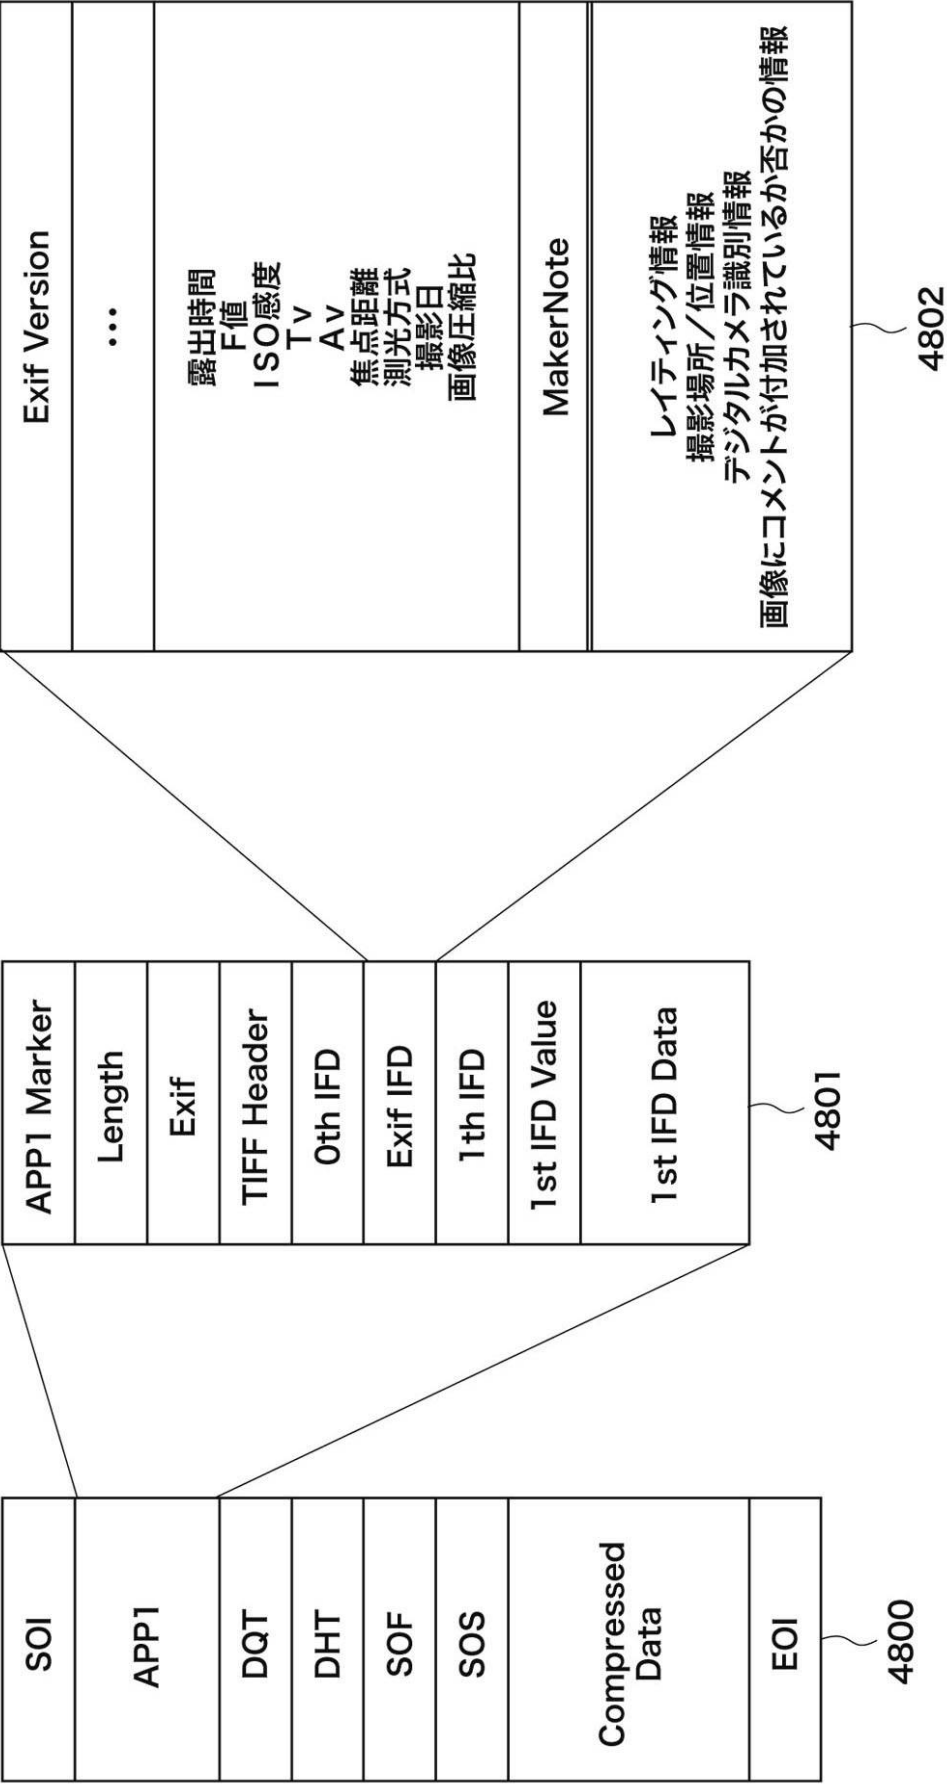 SOI
APP1
DQT
DHT
SOF
SOS
Compressed
Data
EOI
4800
APP1 Marker
Length
Exif
TIFF Header
0th IFD
Exif IFD
1th IFD
1st IFD Value
1st IFD Data
4801
Exif Version
...
露出時間
F値
ISO感度
Tv
Av
焦点距離
測光方式
撮影日
画像圧縮比
MakerNote
レイティング情報
撮影場所／位置情報
デジタルカメラ識別情報
画像にコメントが付加されているか否かの情報
4802